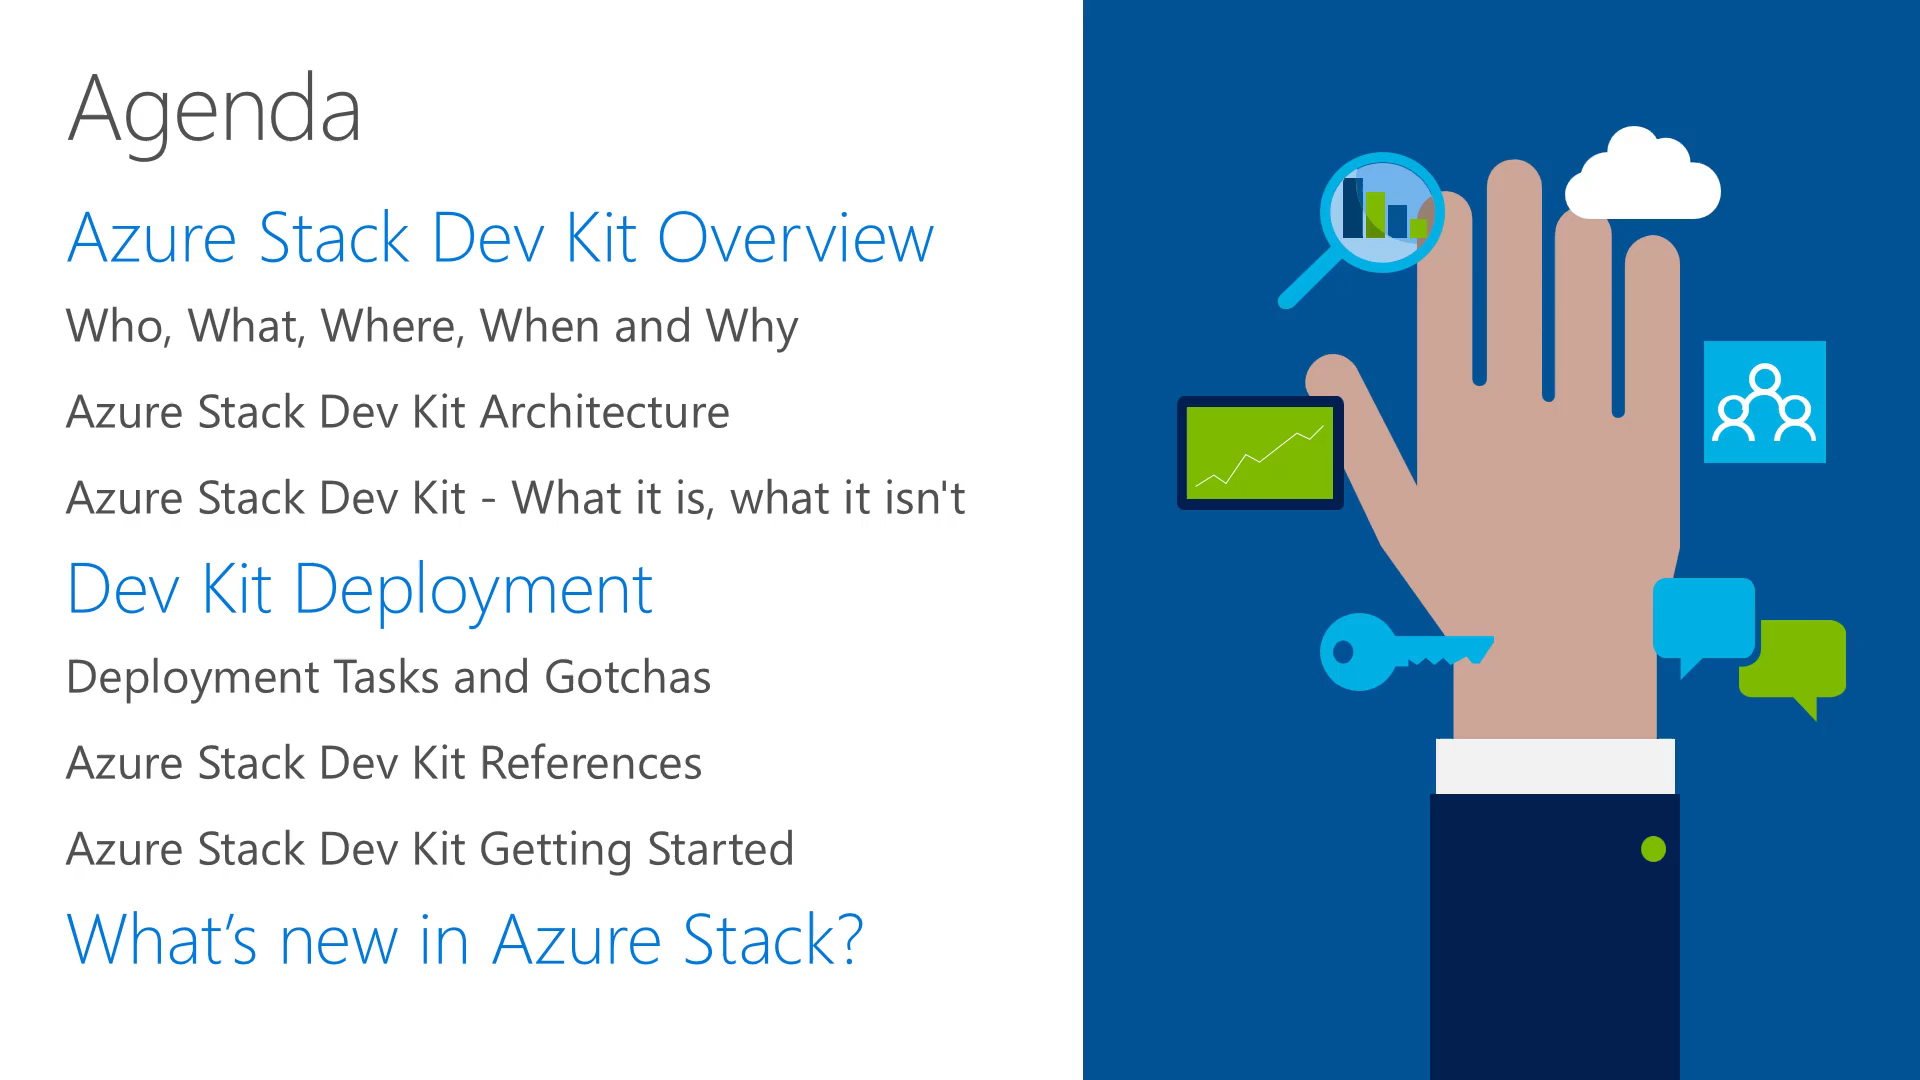 Agenda
Azure Stack Dev Kit Overview
Who, What, Where, When and Why
Azure Stack Dev Kit Architecture
Azure Stack Dev Kit - What it is, what it isn't
Dev Kit Deployment
Deployment Tasks and Gotchas
Azure Stack Dev Kit References
Azure Stack Dev Kit Getting Started
What’s new in Azure Stack?